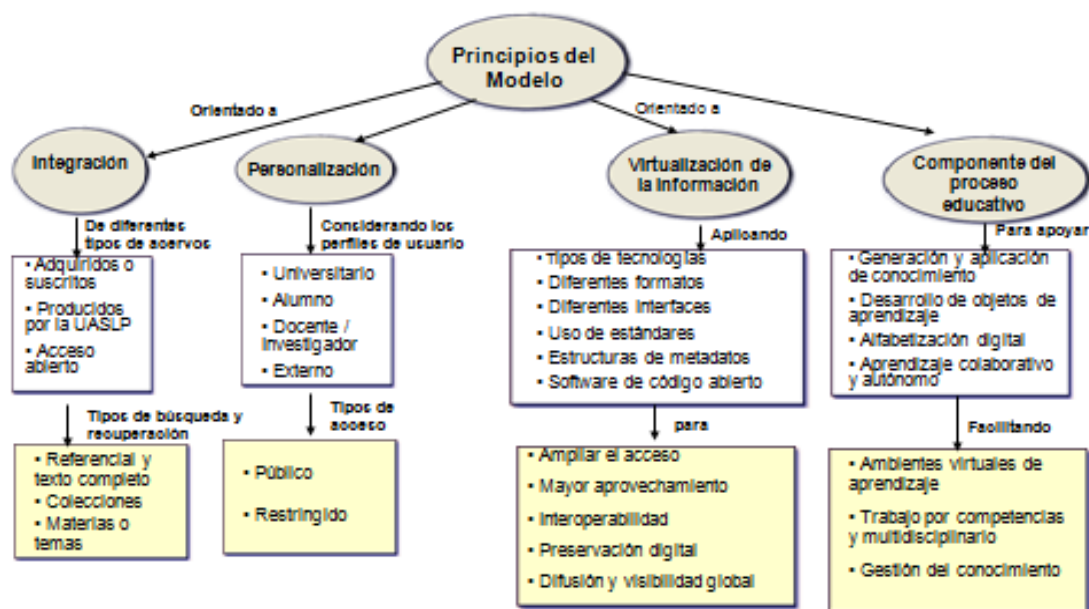 Principios del
Modelo
Orientado a
Orientado a
Integración
Personalización
Virtualización de
la información
Componente del
proceso
educativo
De diferentes
tipos de acervos
Considerando los
perfiles de usuario
Aplicando
Para apoyar
• Adquiridos o
suscritos
• Producidos
por la UASLP
• Acceso
abierto
• Universitario
• Alumno
• Docente /
Investigador
• Externo
• Tipos de tecnologías
• Diferentes formatos
• Diferentes interfaces
• Uso de estándares
• Estructuras de metadatos
• Software de código abierto
• Generación y aplicación
de conocimiento
• Desarrollo de objetos de
aprendizaje
• Alfabetización digital
• Aprendizaje colaborativo
y autónomo
Tipos de búsqueda y
recuperación
Tipos de
acceso
para
Facilitando
• Referencial y
texto completo
• Colecciones
• Materias o
temas
• Público
• Restringido
• Ampliar el acceso
• Mayor aprovechamiento
• Interoperabilidad
• Preservación digital
• Difusión y visibilidad global
• Ambientes virtuales de
aprendizaje
• Trabajo por competencias
y multidisciplinario
• Gestión del conocimiento